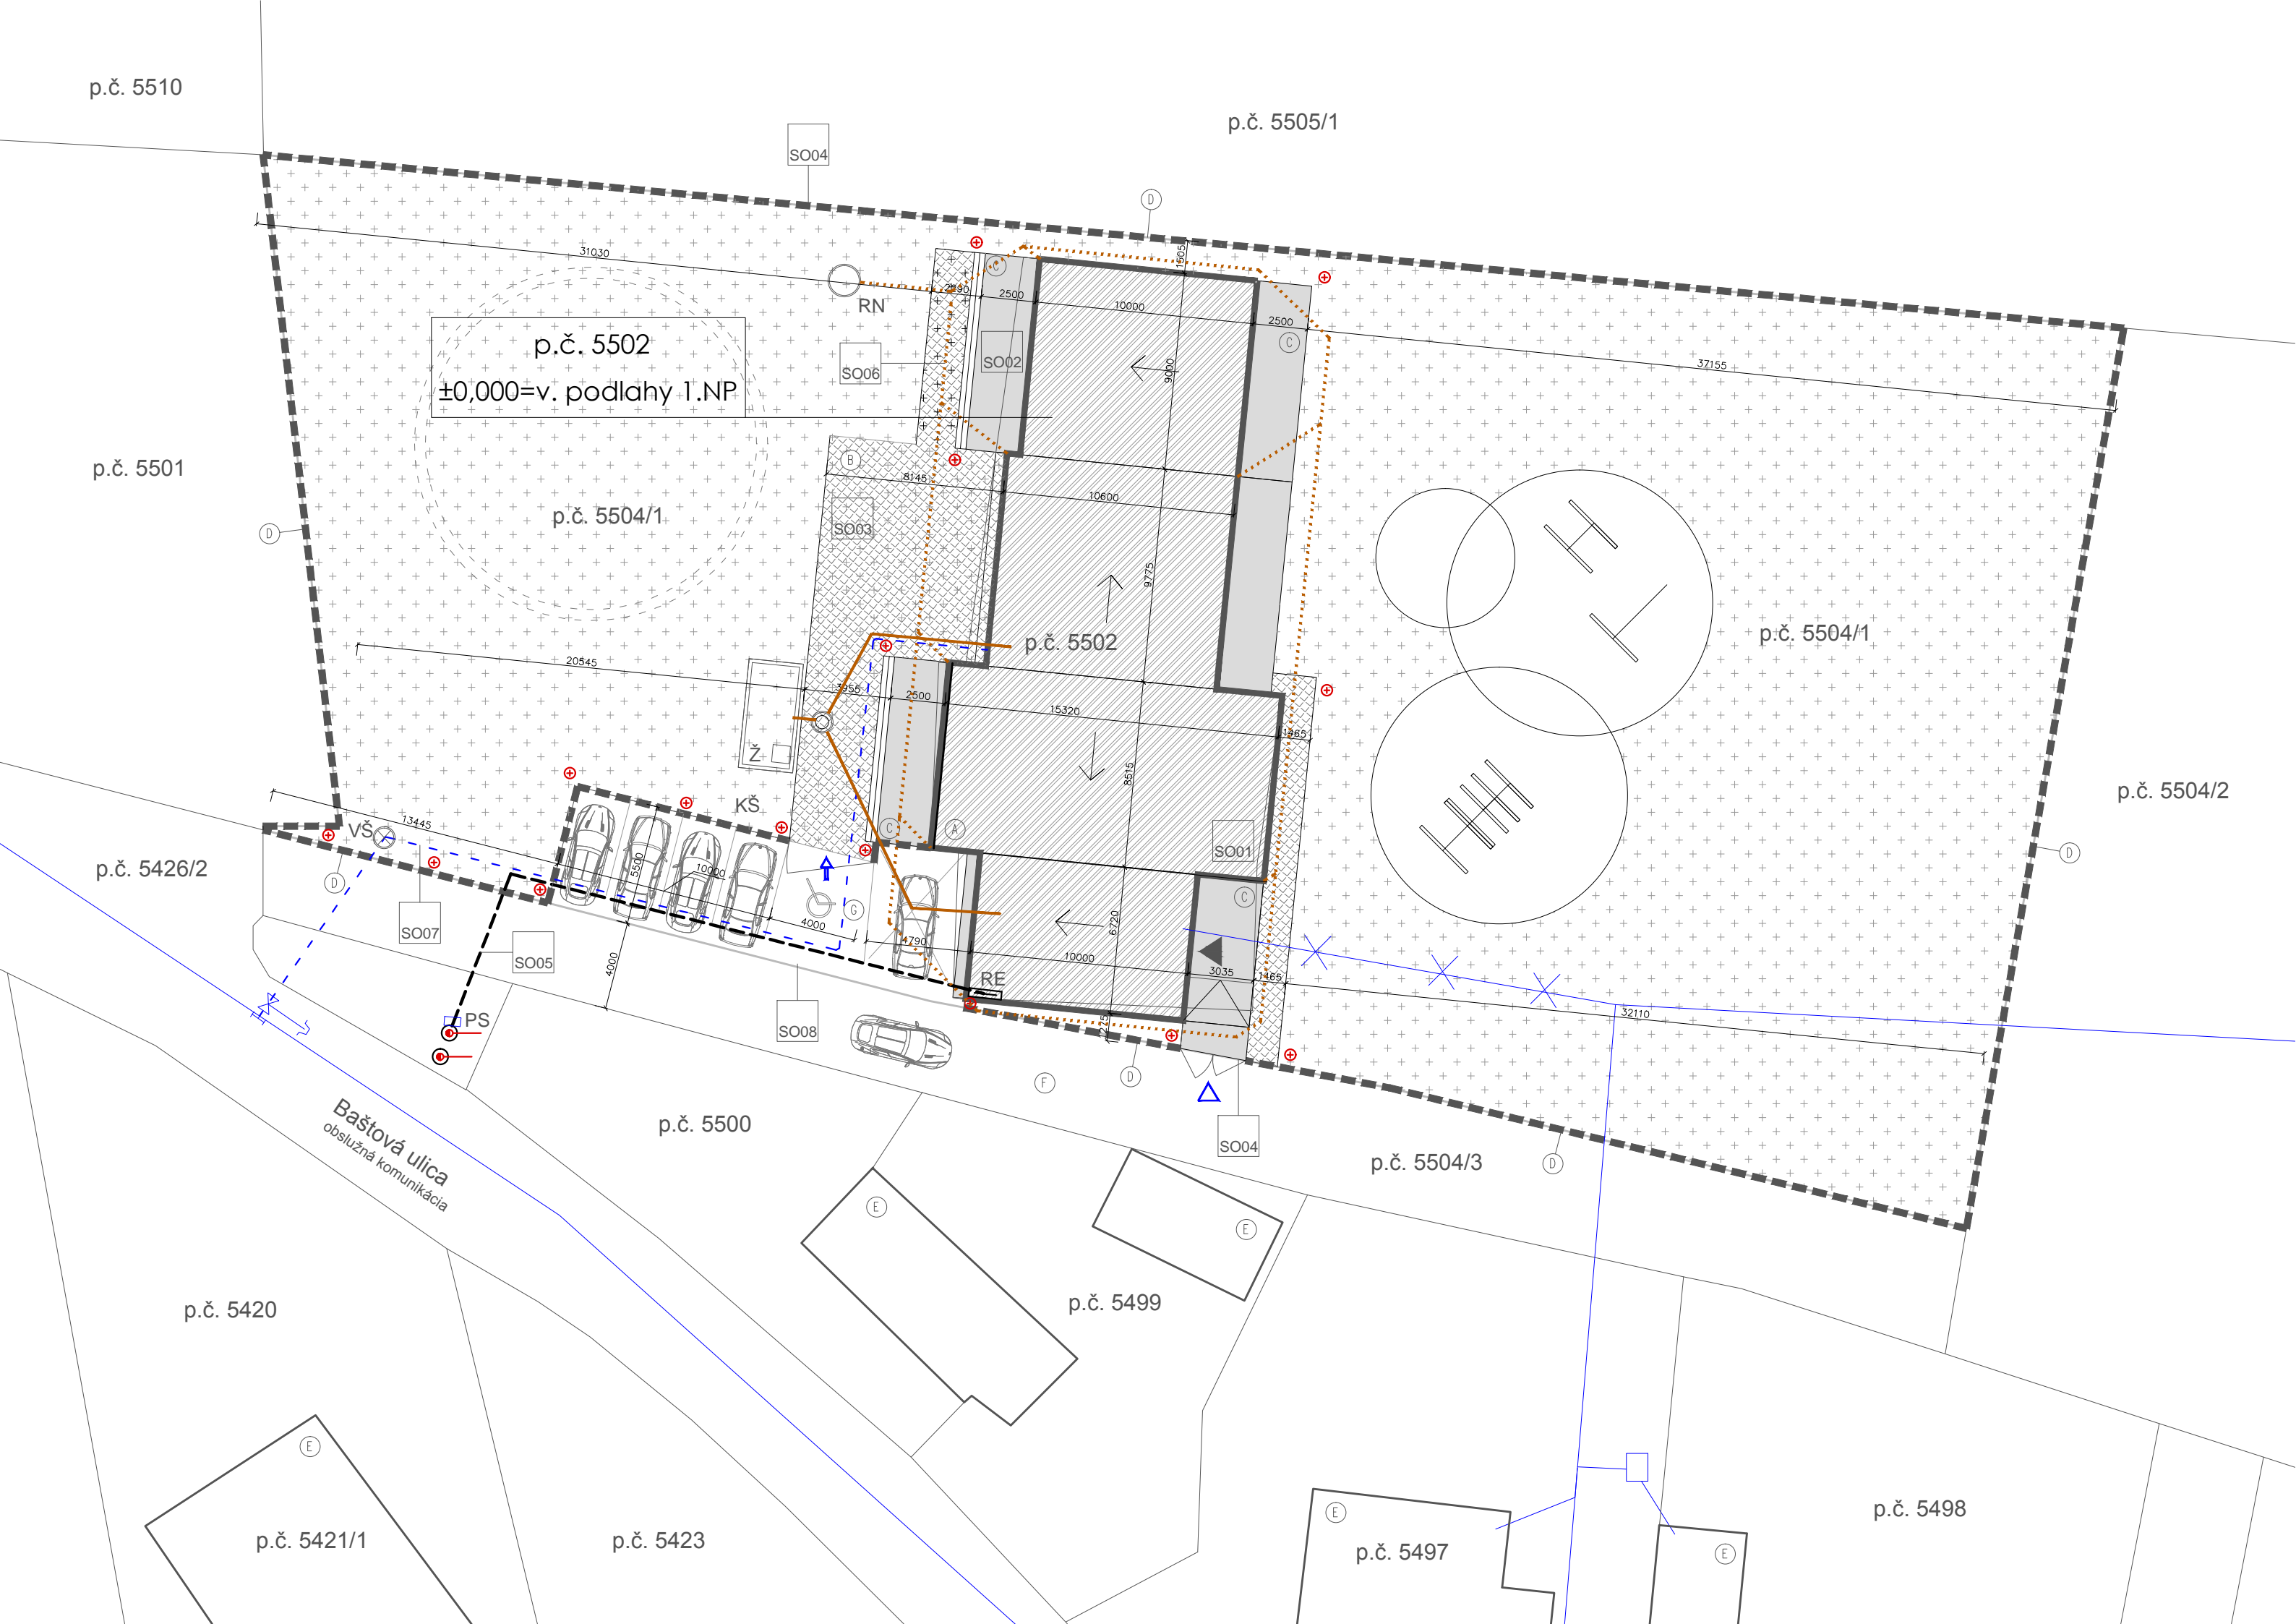 p.č. 5510
p.č. 5505/1
SO04
D
31030
1505
C
RN
2290
2500
10000
2500
C
SO06
SO02
9000
37155
p.č. 5502
±0,000=v. podlahy 1.NP
p.č. 5501
B
8145
10600
SO03
p.č. 5504/1
D
9775
p.č. 5502
p.č. 5504/1
20545
3955
2500
15320
1465
Ž
8515
p.č. 5504/2
KŠ
13445
VŠ
C
A
SO01
D
p.č. 5426/2
5500
10000
D
C
G
SO07
4000
4790
6720
SO05
4000
10000
3035
1465
RE
PS
SO08
32110
D
F
Baštová ulica
obslužná komunikácia
p.č. 5500
SO04
p.č. 5504/3
D
E
E
p.č. 5420
p.č. 5499
E
E
p.č. 5498
p.č. 5421/1
p.č. 5423
p.č. 5497
E